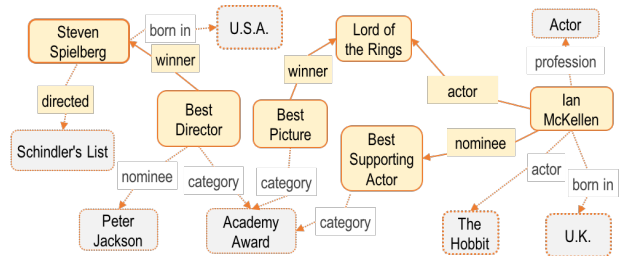 Steven
Spielberg
born in
U.S.A.
winner
directed
Schindler's List
Best
Director
nominee
category
Peter
Jackson
Academy
Award
winner
Best
Picture
category
Lord of
the Rings
actor
Best
Supporting
Actor
category
nominee
Actor
profession
Ian
McKellen
actor
born in
The
Hobbit
U.K.